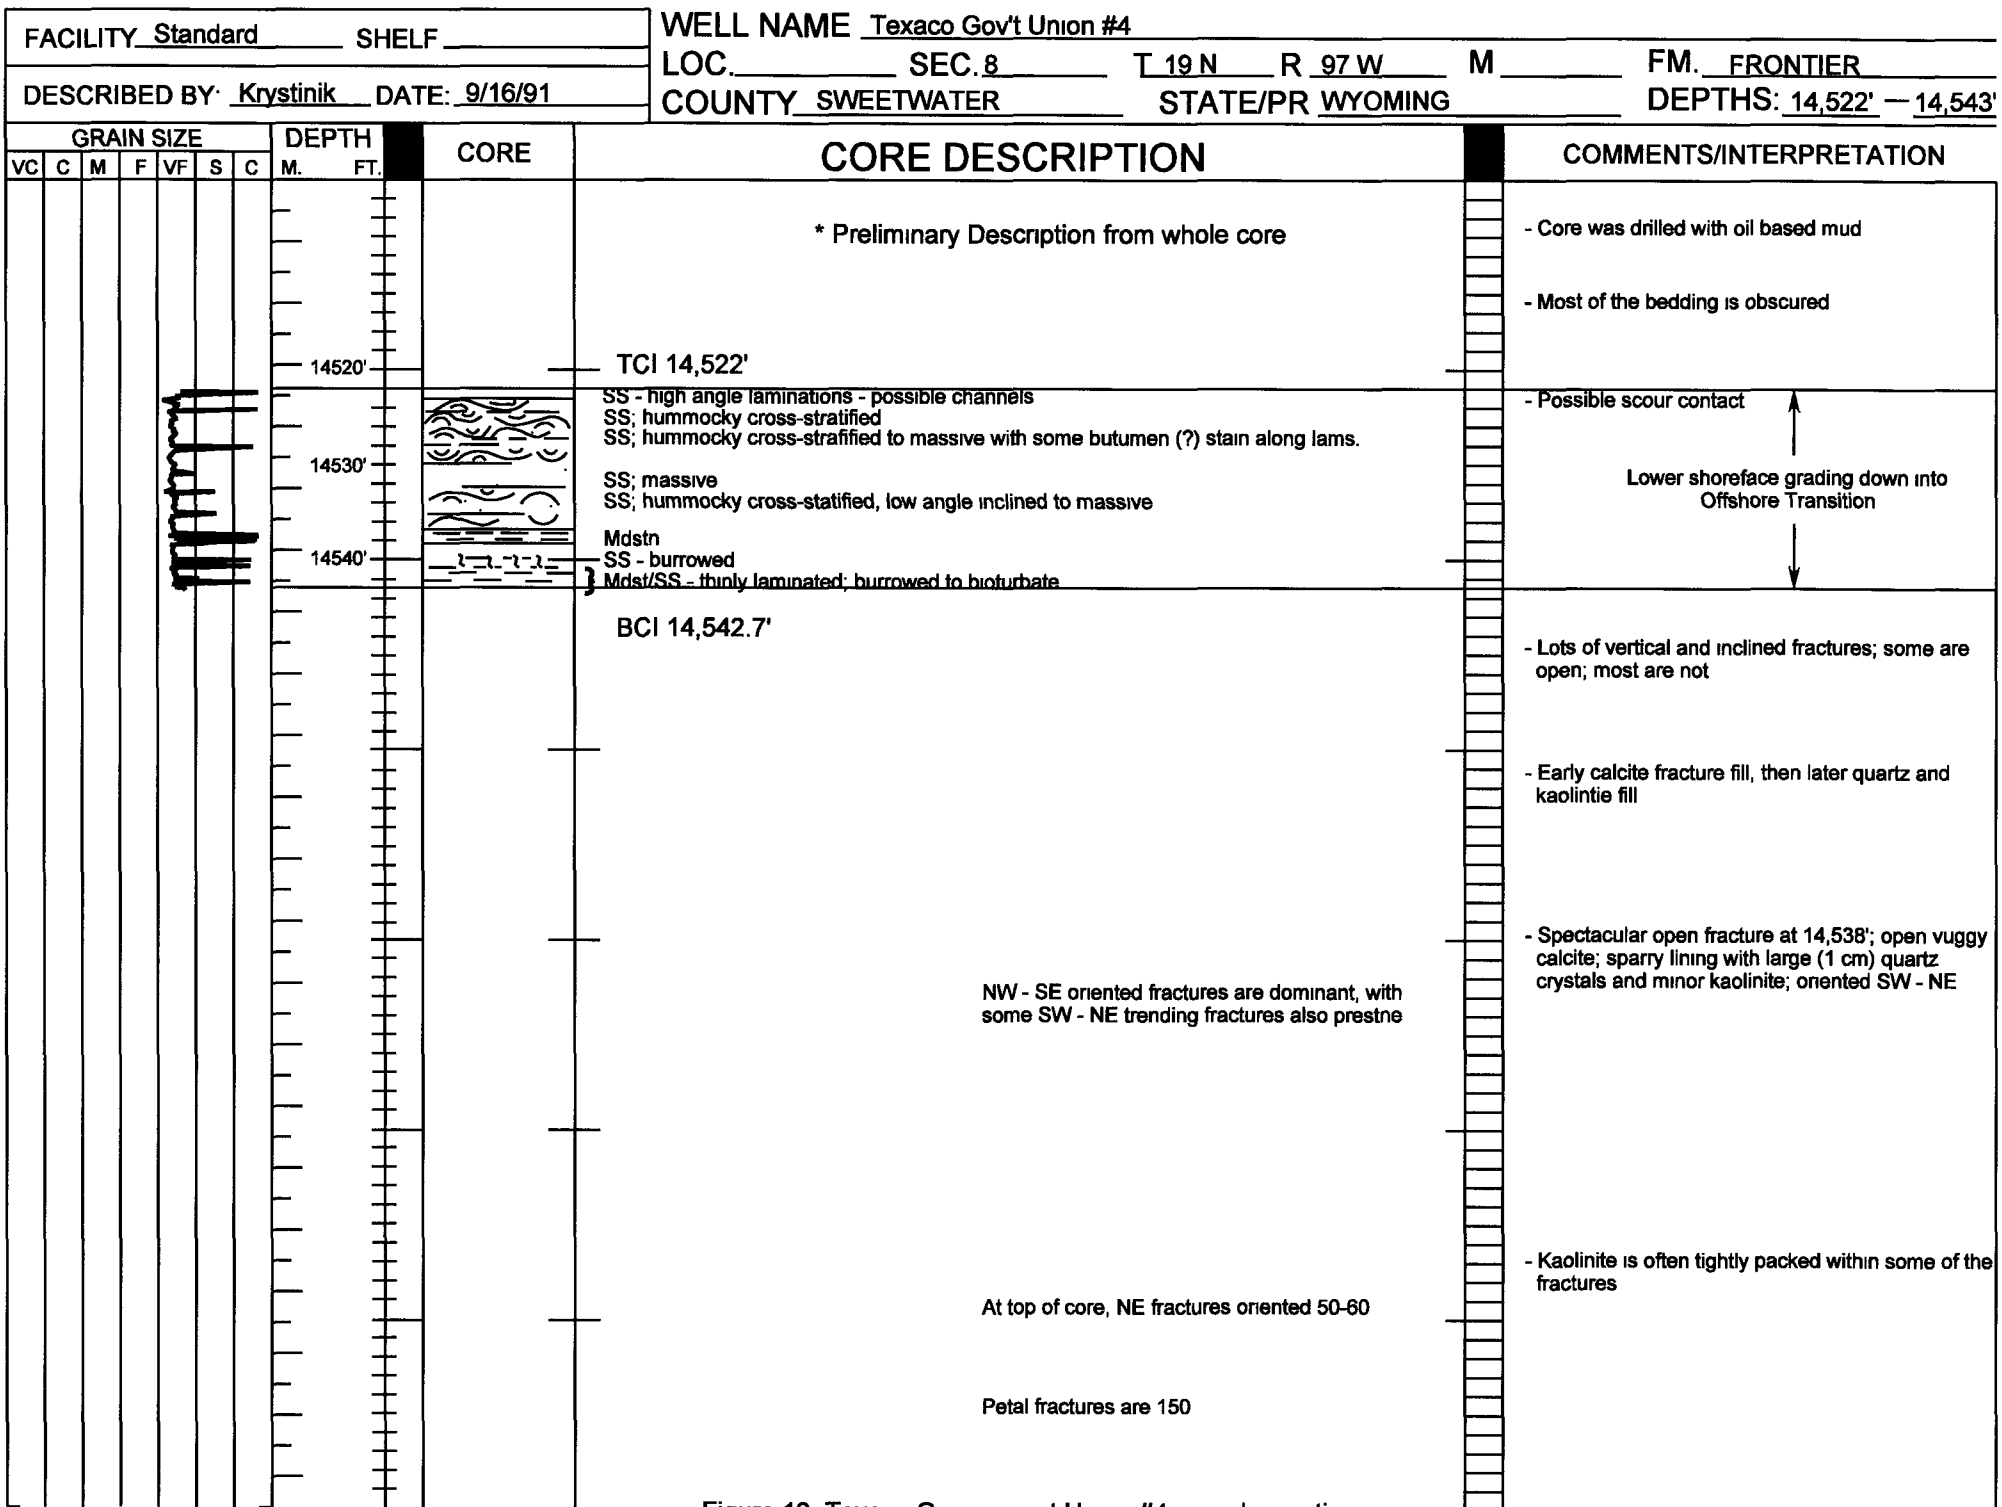 FACILITY Standard SHELF
DESCRIBED BY: Krystinik DATE: 9/16/91
WELL NAME Texaco Gov't Union #4
LOC. SEC. 8 T 19 N R 97 W M FM. FRONTIER
COUNTY SWEETWATER STATE/PR WYOMING DEPTHS: 14,522' — 14,543'
GRAIN SIZE
VC C M F VF S C
DEPTH
M. FT.
CORE
CORE DESCRIPTION
COMMENTS/INTERPRETATION
* Preliminary Description from whole core
- Core was drilled with oil based mud
- Most of the bedding is obscured
14520'
TCI 14,522'
SS - high angle laminations - possible channels
SS; hummocky cross-stratified
SS; hummocky cross-strafified to massive with some butumen (?) stain along lams.
- Possible scour contact
14530'
SS; massive
SS; hummocky cross-statified, low angle inclined to massive
Lower shoreface grading down into
Offshore Transition
Mdstn
14540'
SS - burrowed
Mdst/SS - thinly laminated; burrowed to bioturbate
BCI 14,542.7'
- Lots of vertical and inclined fractures; some are
open; most are not
- Early calcite fracture fill, then later quartz and
kaolintie fill
- Spectacular open fracture at 14,538'; open vuggy
calcite; sparry lining with large (1 cm) quartz
crystals and minor kaolinite; oriented SW - NE
NW - SE oriented fractures are dominant, with
some SW - NE trending fractures also prestne
- Kaolinite is often tightly packed within some of the
fractures
At top of core, NE fractures oriented 50-60
Petal fractures are 150